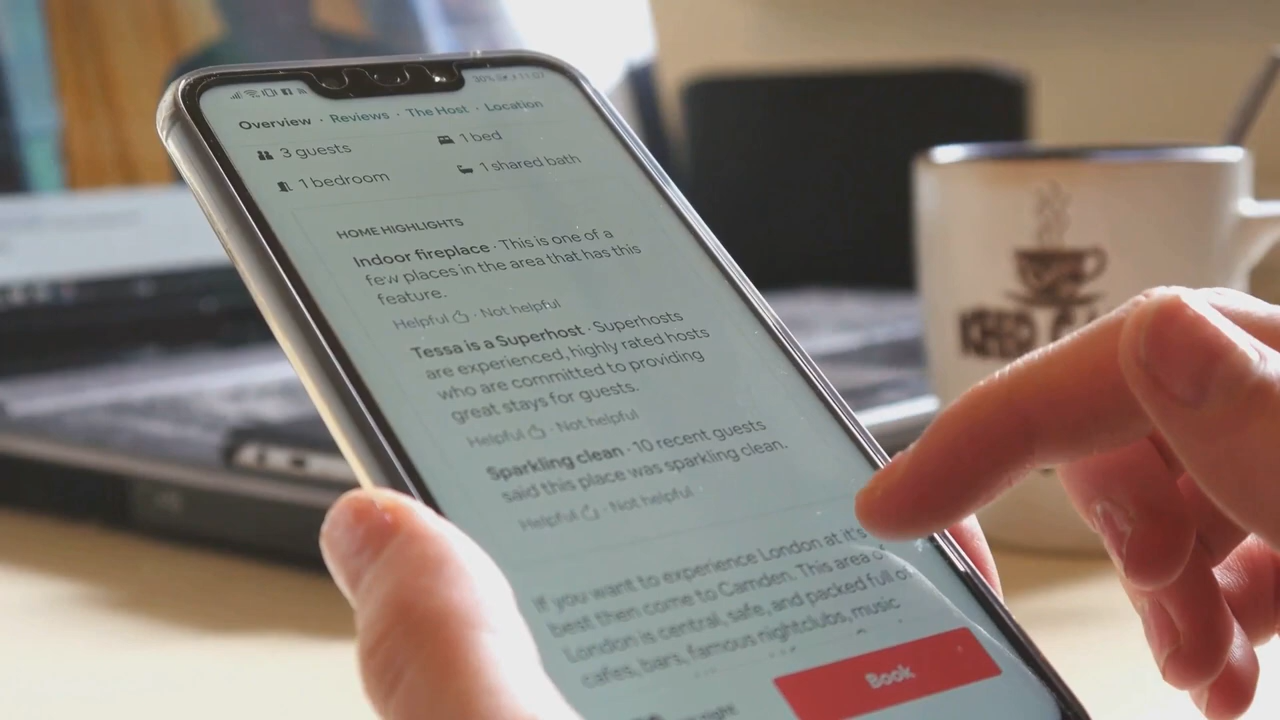 30% 11:07
Overview · Reviews · The Host · Location
3 guests
1 bed
1 bedroom
1 shared bath
HOME HIGHLIGHTS
Indoor fireplace · This is one of a
few places in the area that has this
feature.
Helpful · Not helpful
Tessa is a Superhost · Superhosts
are experienced, highly rated hosts
who are committed to providing
great stays for guests.
Helpful · Not helpful
Sparkling clean · 10 recent guests
said this place was sparkling clean.
Helpful · Not helpful
If you want to experience London at it's
best then come to Camden. This area
London is central, safe, and packed full
cafes, bars, famous nightclubs, music
Book